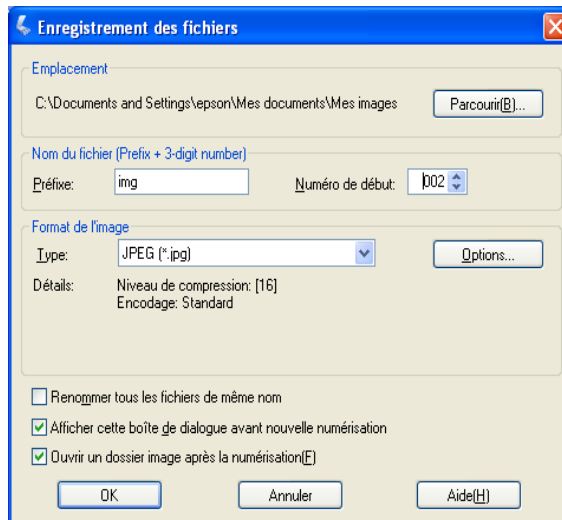 Enregistrement des fichiers
Emplacement
C:\Documents and Settings\epson\Mes documents\Mes images
Parcourir(B)...
Nom du fichier (Prefix + 3-digit number)
Préfixe: img Numéro de début: 002
Format de l'image
Type: JPEG (*.jpg) Options...
Détails: Niveau de compression: [16]
Encodage: Standard
Renommer tous les fichiers de même nom
Afficher cette boîte de dialogue avant nouvelle numérisation
Ouvrir un dossier image après la numérisation(F)
OK Annuler Aide(H)